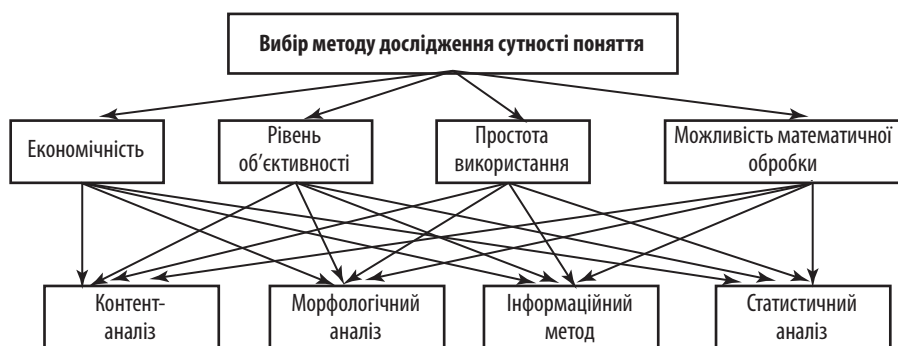 Вибір методу дослідження сутності поняття
Економічність
Рівень
об’єктивності
Простота
використання
Можливість математичної
обробки
Контент-
аналіз
Морфологічний
аналіз
Інформаційний
метод
Статистичний
аналіз